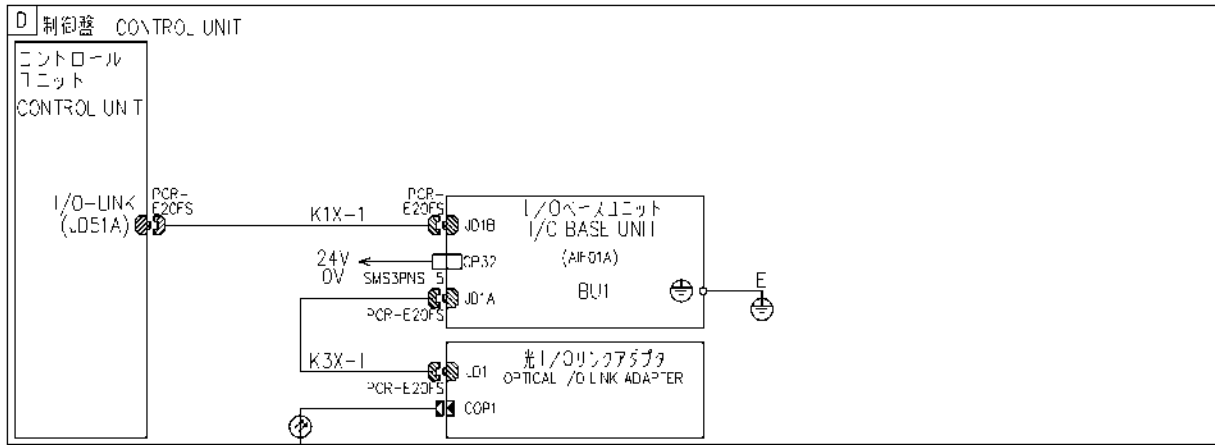 D 制御盤 CONTROL UNIT
コントロール
ユニット
CONTROL UNIT
I/O-LINK
(JD51A)
PCR-
E20FS
K1X-1
PCR-
E20FS
JD1B
I/Oベースユニット
I/O BASE UNIT
(AIF01A)
BU1
24V
0V
SMS3PNS 5
CP32
JD1A
PCR-E20FS
E
K3X-1
PCR-E20FS
JD1
光I/Oリンクアダプタ
OPTICAL I/O LINK ADAPTER
COP1